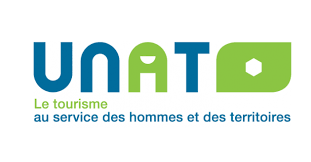 UNAT
Le tourisme
au service des hommes et des territoires